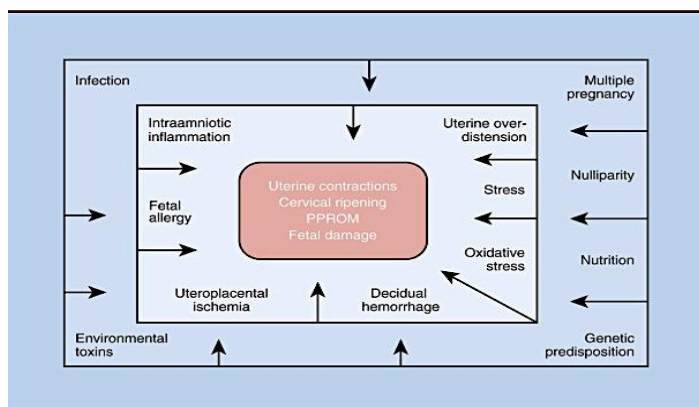 Infection
Multiple
pregnancy
Intraamniotic
inflammation
Uterine over-
distension
Uterine contractions
Cervical ripening
PPROM
Fetal damage
Fetal
allergy
Stress
Nulliparity
Oxidative
stress
Nutrition
Uteroplacental
ischemia
Decidual
hemorrhage
Environmental
toxins
Genetic
predisposition